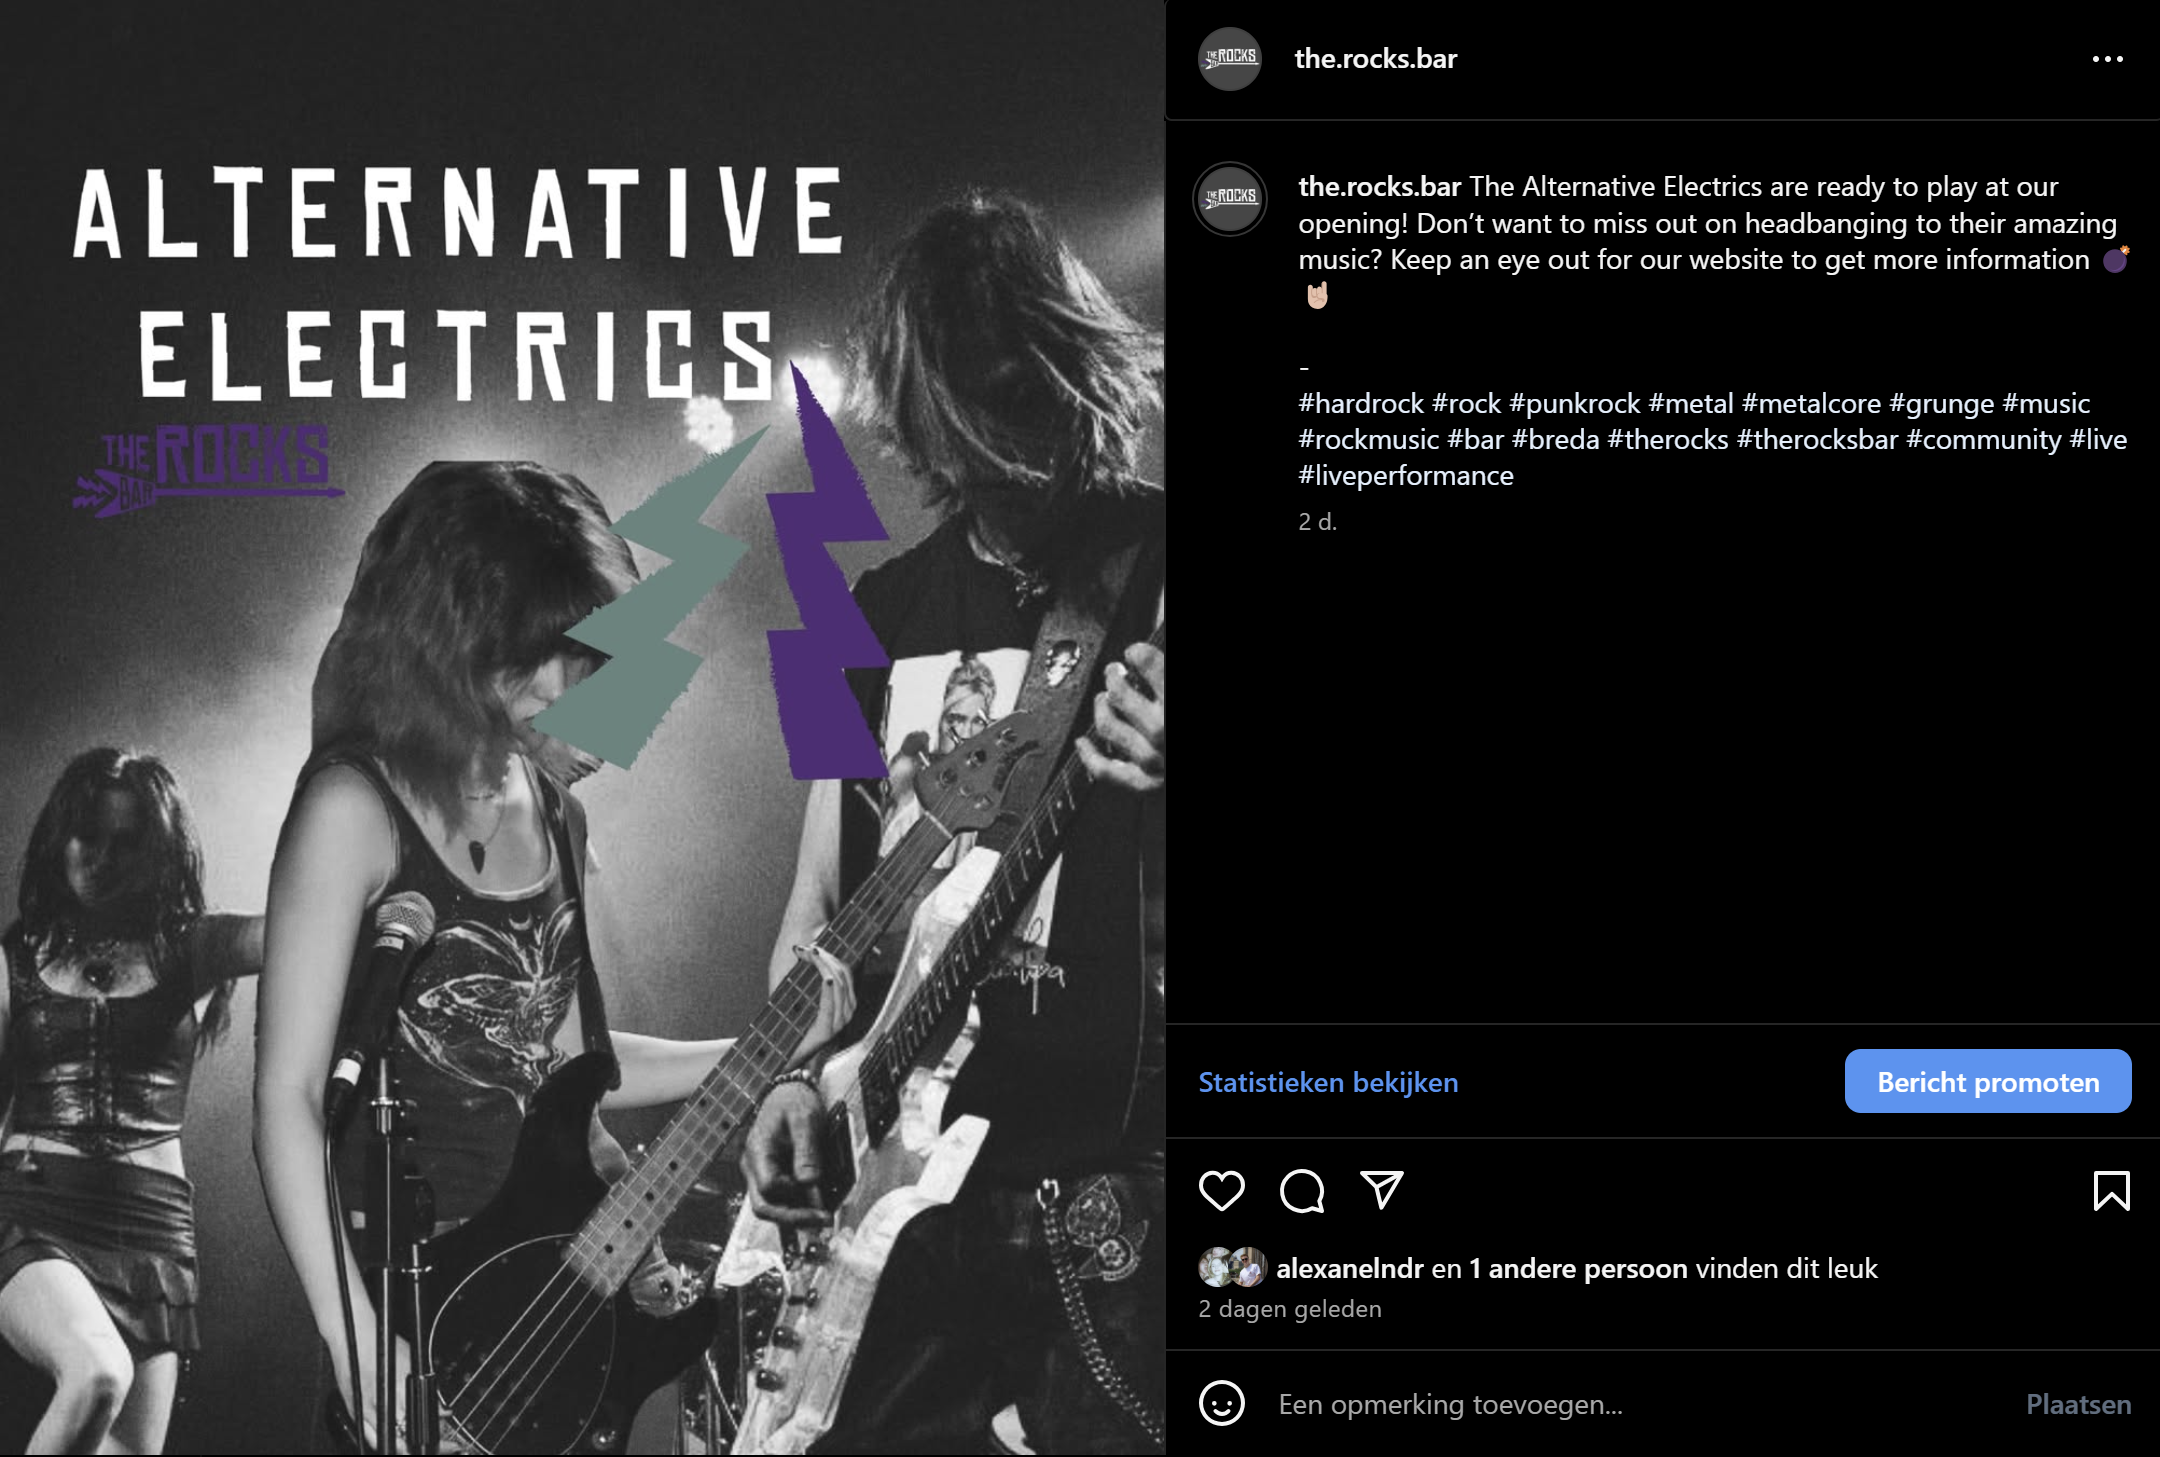 ALTERNATIVE
ELECTRICS
THE ROCKS
BAR
THE ROCKS
the.rocks.bar
THE ROCKS
the.rocks.bar The Alternative Electrics are ready to play at our
opening! Don’t want to miss out on headbanging to their amazing
music? Keep an eye out for our website to get more information 💣
🤘🏻
-
#hardrock #rock #punkrock #metal #metalcore #grunge #music
#rockmusic #bar #breda #therocks #therocksbar #community #live
#liveperformance
2 d.
Statistieken bekijken
Bericht promoten
alexanelndr en 1 andere persoon vinden dit leuk
2 dagen geleden
Een opmerking toevoegen...
Plaatsen